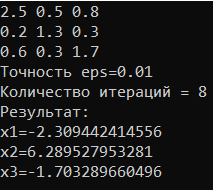 2.5 0.5 0.8
0.2 1.3 0.3
0.6 0.3 1.7
Точность eps=0.01
Количество итераций = 8
Результат:
x1=-2.309442414556
x2=6.289527953281
x3=-1.703289660496